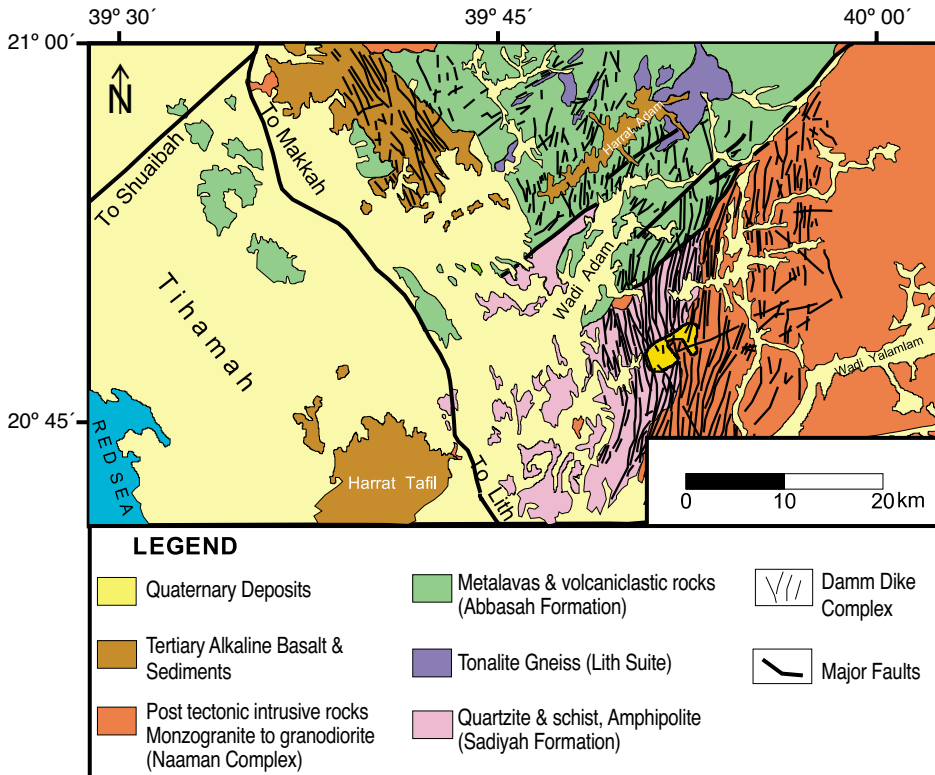 39º 30'
39º 45'
40º 00'
21º 00'
N
To Shuaibah
To Makkah
Harrat Adam
Wadi Adam
Tihamah
Wadi Yalamlam
20º 45'
RED SEA
Harrat Tafil
To Lith
0 10 20 km
LEGEND
Quaternary Deposits
Tertiary Alkaline Basalt &
Sediments
Post tectonic intrusive rocks
Monzogranite to granodiorite
(Naaman Complex)
Metalavas & volcaniclastic rocks
(Abbasah Formation)
Tonalite Gneiss (Lith Suite)
Quartzite & schist, Amphipolite
(Sadiyah Formation)
Damm Dike
Complex
Major Faults